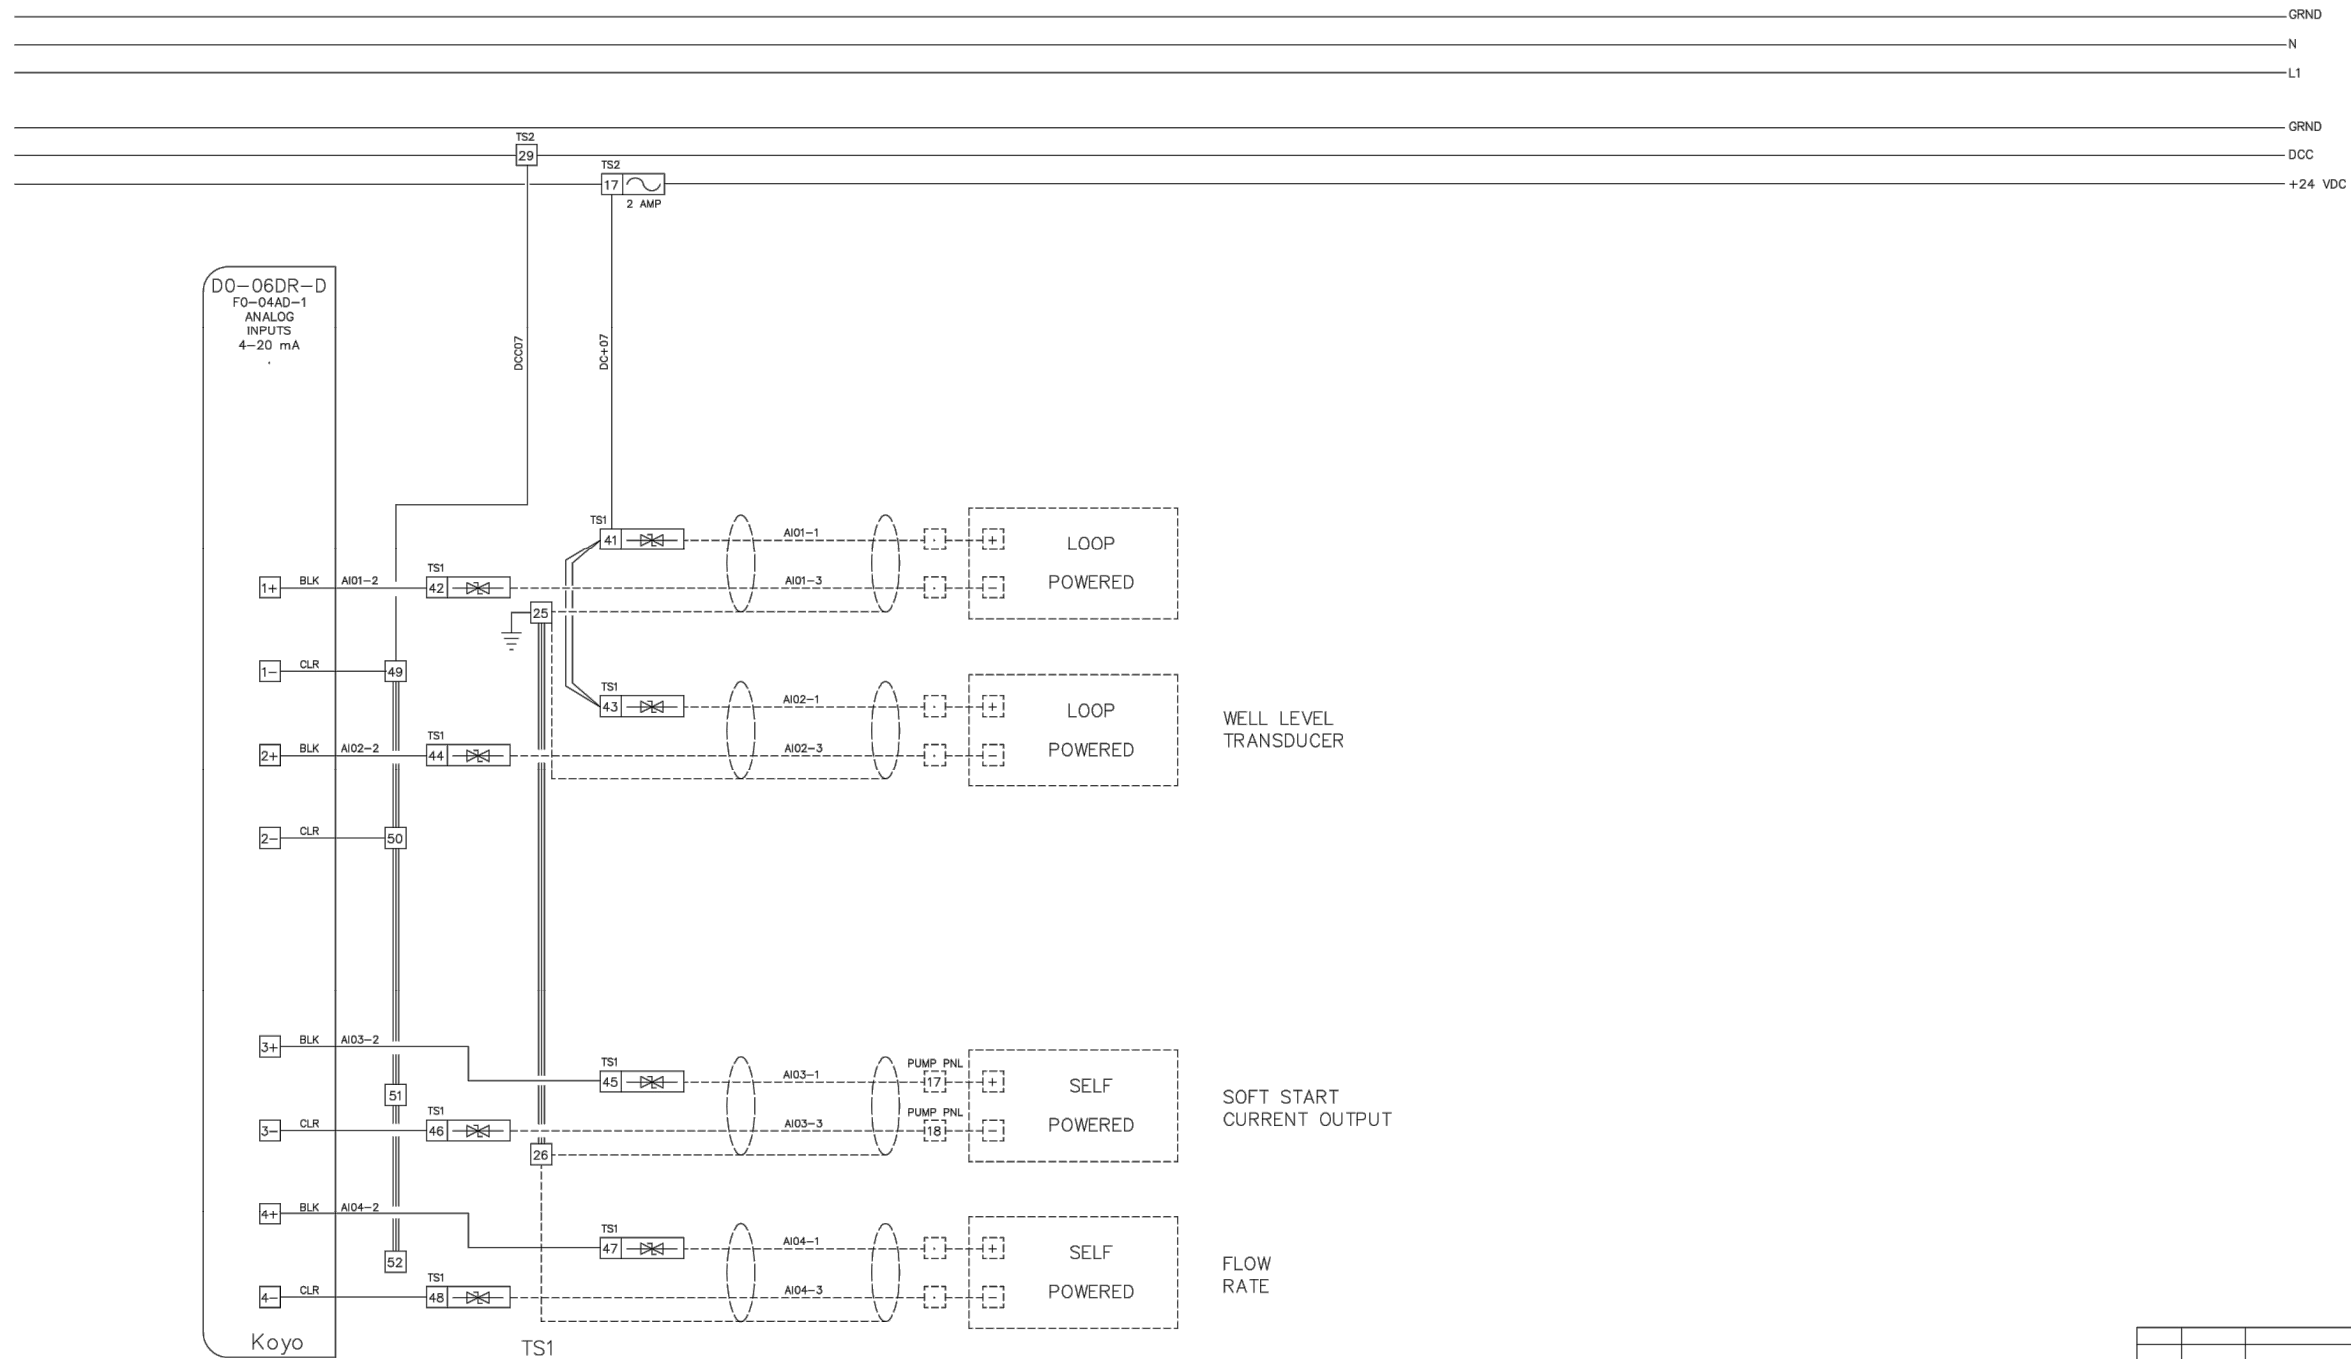 GRND
N
L1
GRND
TS2
29
DCC
TS2
17
+24 VDC
2 AMP
D0-06DR-D
F0-04AD-1
ANALOG
INPUTS
4-20 mA
.
DCC07
DC+07
TS1
41
AI01-1
+
LOOP
POWERED
1+
BLK
AI01-2
TS1
42
AI01-3
-
25
1-
CLR
49
TS1
43
AI02-1
+
LOOP
POWERED
WELL LEVEL
TRANSDUCER
2+
BLK
AI02-2
TS1
44
AI02-3
-
2-
CLR
50
3+
BLK
AI03-2
TS1
45
AI03-1
PUMP PNL
17
+
SELF
POWERED
SOFT START
CURRENT OUTPUT
51
3-
CLR
TS1
46
AI03-3
PUMP PNL
18
-
26
4+
BLK
AI04-2
TS1
47
AI04-1
+
SELF
POWERED
FLOW
RATE
52
4-
CLR
TS1
48
AI04-3
-
Koyo
TS1